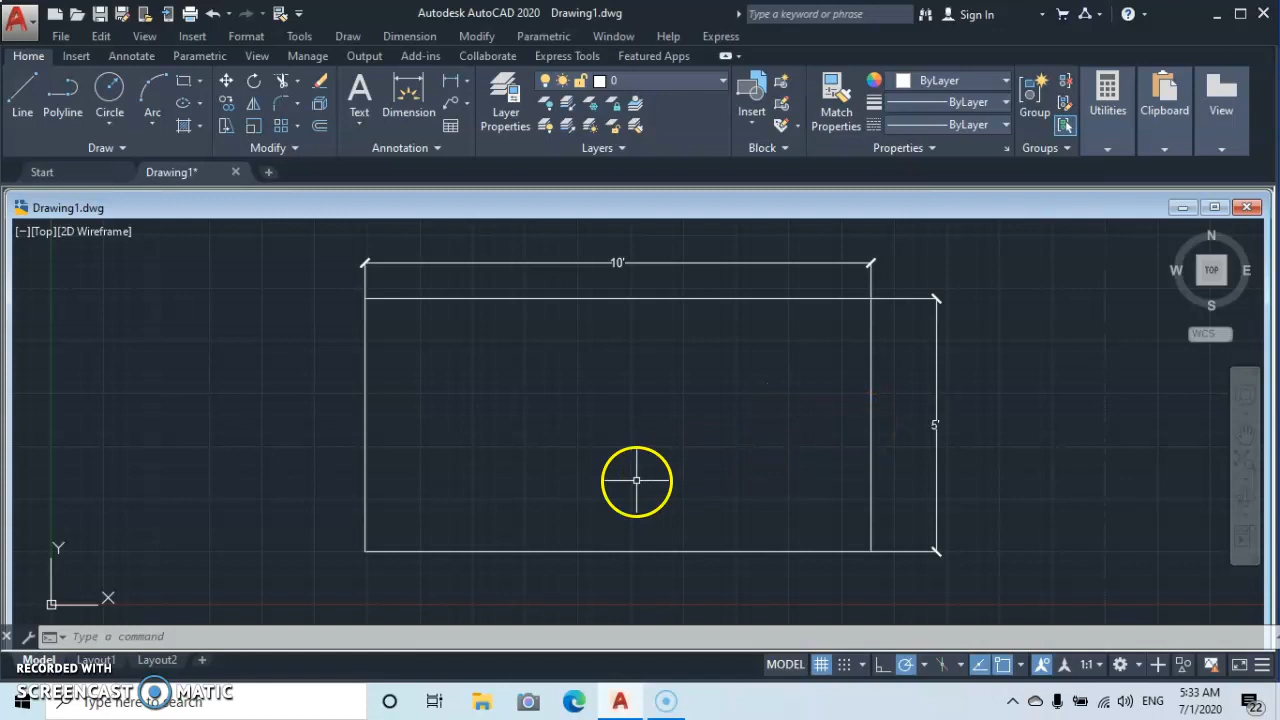 Autodesk AutoCAD 2020 Drawing1.dwg
Type a keyword or phrase
Sign In
File Edit View Insert Format Tools Draw Dimension Modify Parametric Window Help Express
Home Insert Annotate Parametric View Manage Output Add-ins Collaborate Express Tools Featured Apps
0
ByLayer
ByLayer
ByLayer
Line Polyline Circle Arc Text Dimension Layer Properties Insert Match Properties Group Utilities Clipboard View
Draw Modify Annotation Layers Block Properties Groups
Start Drawing1*
Drawing1.dwg
[−][Top][2D Wireframe]
N
W TOP E
S
WCS
10'
5'
Y
X
Type a command
Model Layout1 Layout2
MODEL 1:1
RECORDED WITH
SCREENCAST MATIC
Type here to search
ENG
5:33 AM
7/1/2020
22